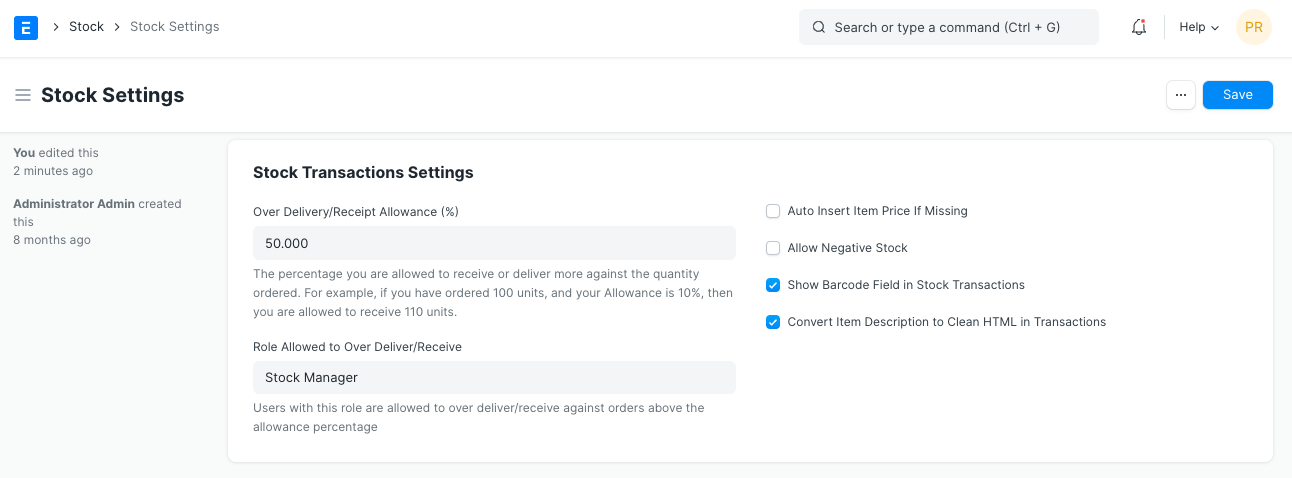 E
Stock
Stock Settings
Search or type a command (Ctrl + G)
Help
PR
Stock Settings
...
Save
You edited this
2 minutes ago
Administrator Admin created
this
8 months ago
Stock Transactions Settings
Over Delivery/Receipt Allowance (%)
50.000
The percentage you are allowed to receive or deliver more against the quantity
ordered. For example, if you have ordered 100 units, and your Allowance is 10%, then
you are allowed to receive 110 units.
Role Allowed to Over Deliver/Receive
Stock Manager
Users with this role are allowed to over deliver/receive against orders above the
allowance percentage
Auto Insert Item Price If Missing
Allow Negative Stock
Show Barcode Field in Stock Transactions
Convert Item Description to Clean HTML in Transactions